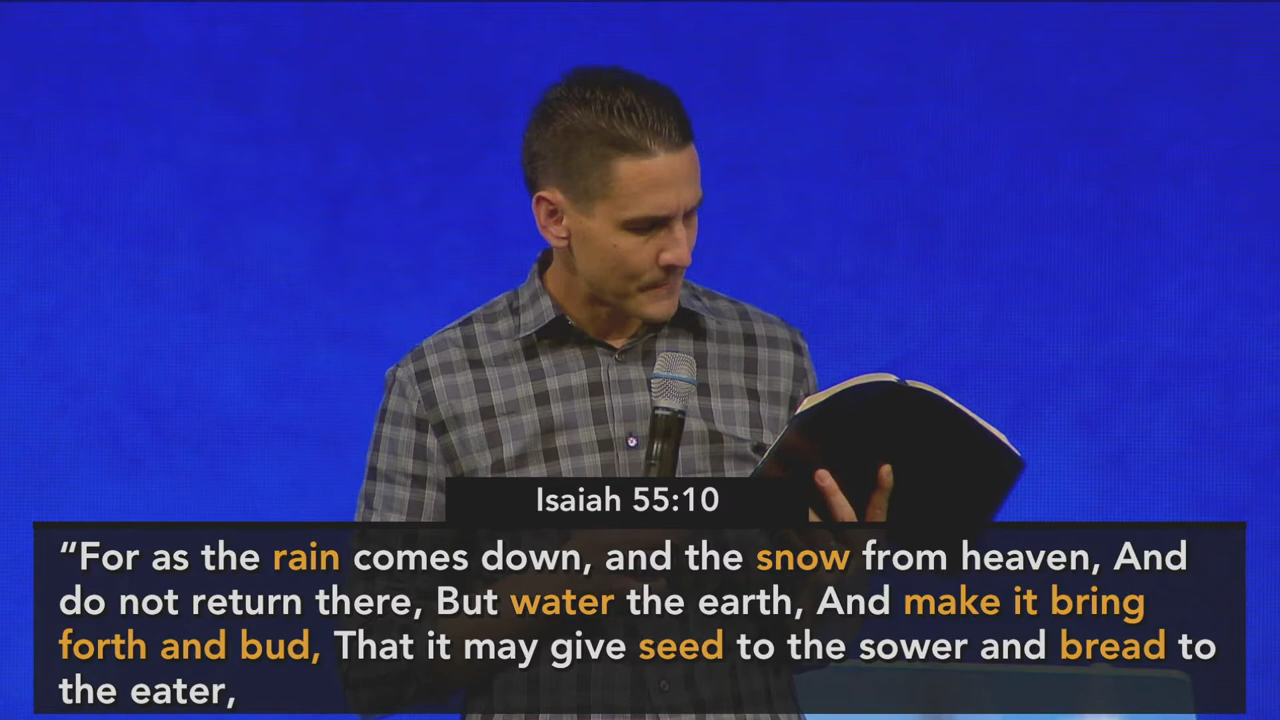 Isaiah 55:10
“For as the rain comes down, and the snow from heaven, And
do not return there, But water the earth, And make it bring
forth and bud, That it may give seed to the sower and bread to
the eater,